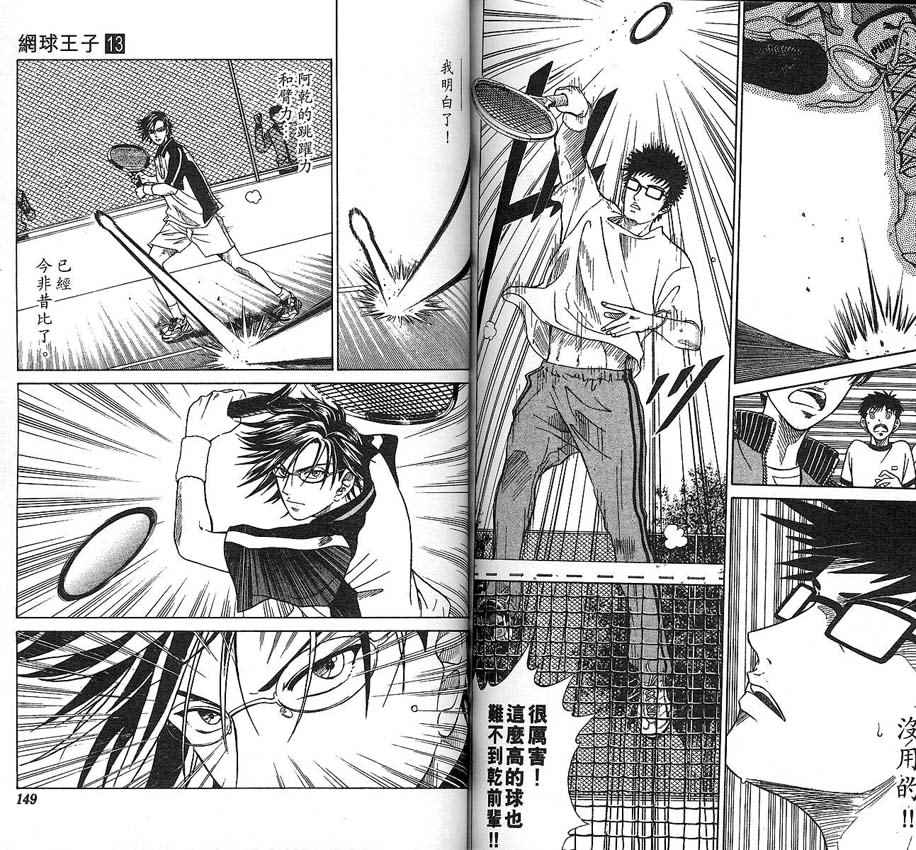 PUMA
很厲害！
這麼高的球也
難不到乾前輩！！
沒用的！！
網球王子 13
我明白了！
阿乾的跳躍力
和臂力……
已經
今非昔比了。
149